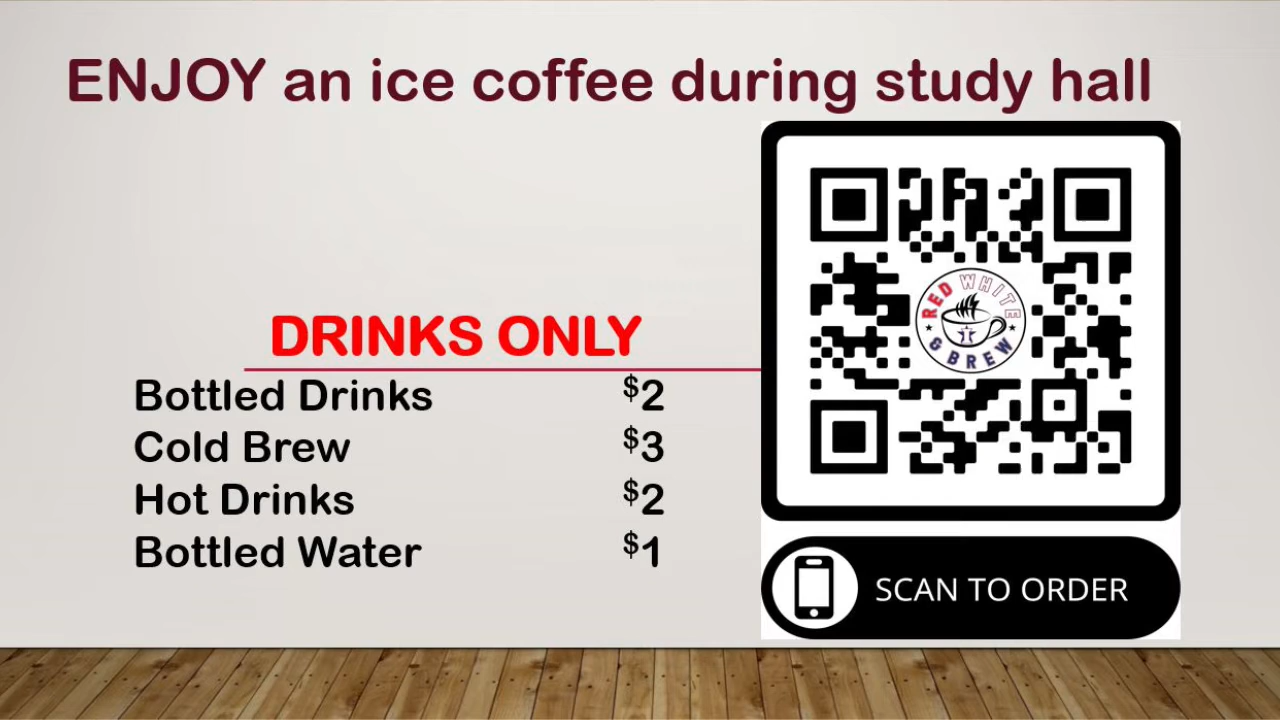 ENJOY an ice coffee during study hall
DRINKS ONLY
Bottled Drinks $2
Cold Brew $3
Hot Drinks $2
Bottled Water $1
RED WHITE
& BREW
SCAN TO ORDER